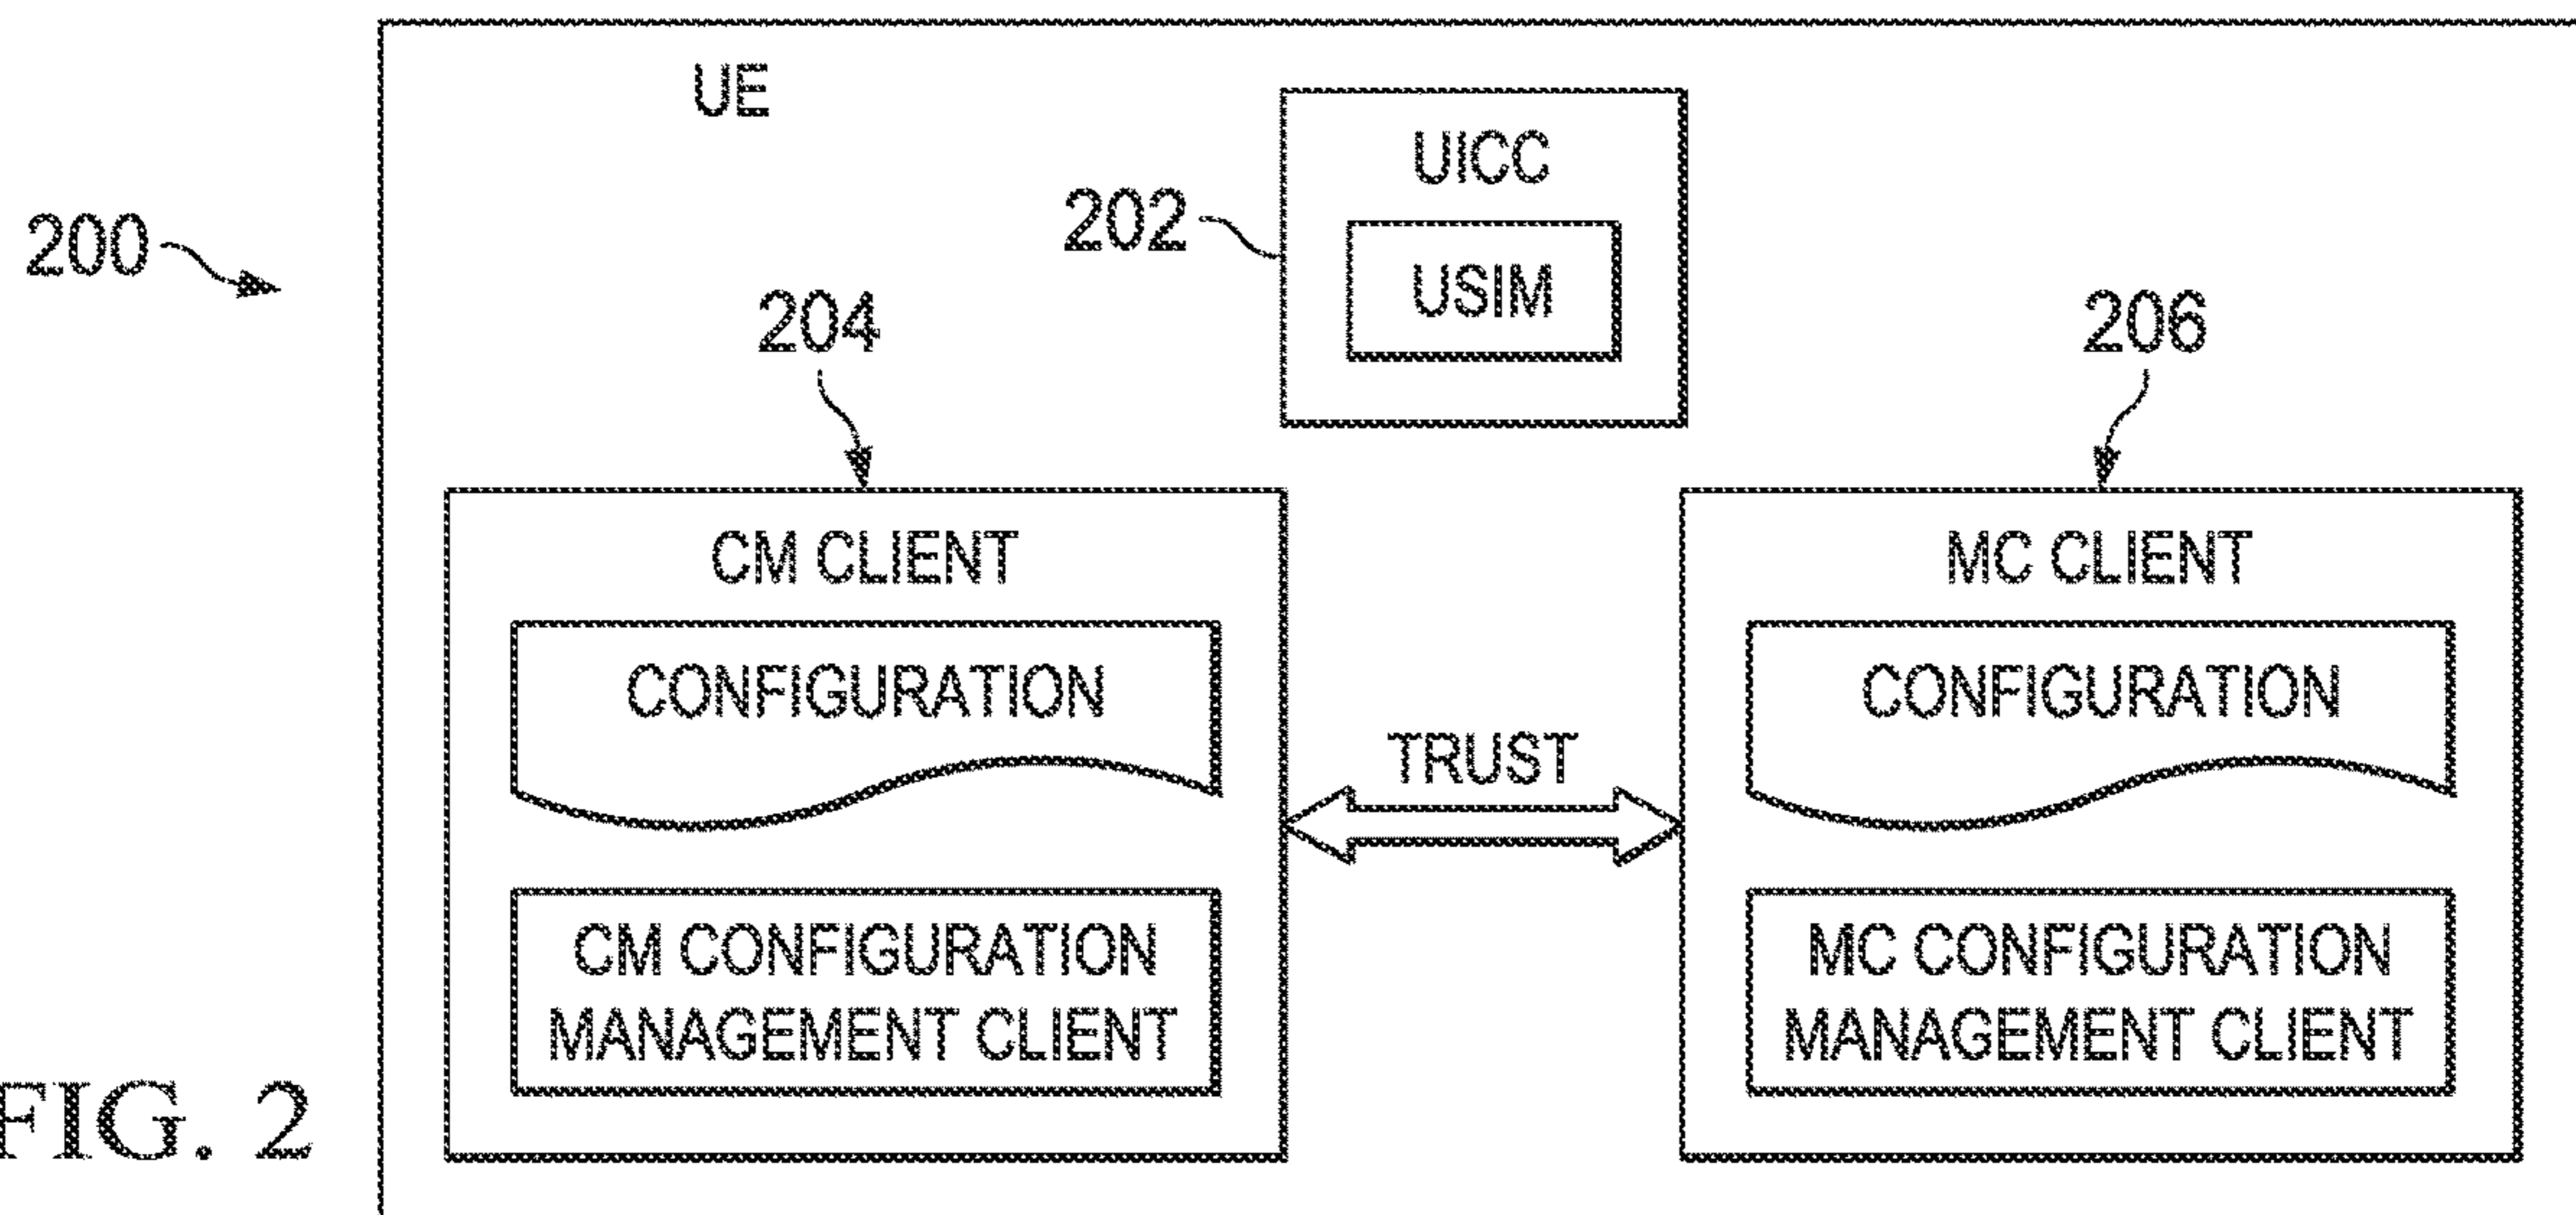 UE
UICC
202
200
USIM
204
206
CM CLIENT
MC CLIENT
CONFIGURATION
CONFIGURATION
TRUST
CM CONFIGURATION
MANAGEMENT CLIENT
MC CONFIGURATION
MANAGEMENT CLIENT
FIG. 2